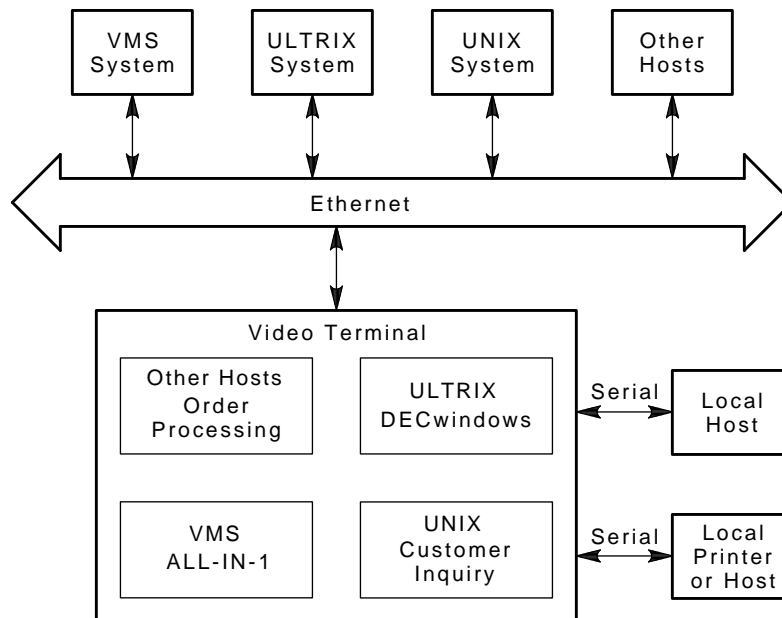 VMS
System
ULTRIX
System
UNIX
System
Other
Hosts
Ethernet
Video Terminal
Other Hosts
Order
Processing
ULTRIX
DECwindows
Serial
Local
Host
VMS
ALL-IN-1
UNIX
Customer
Inquiry
Serial
Local
Printer
or Host